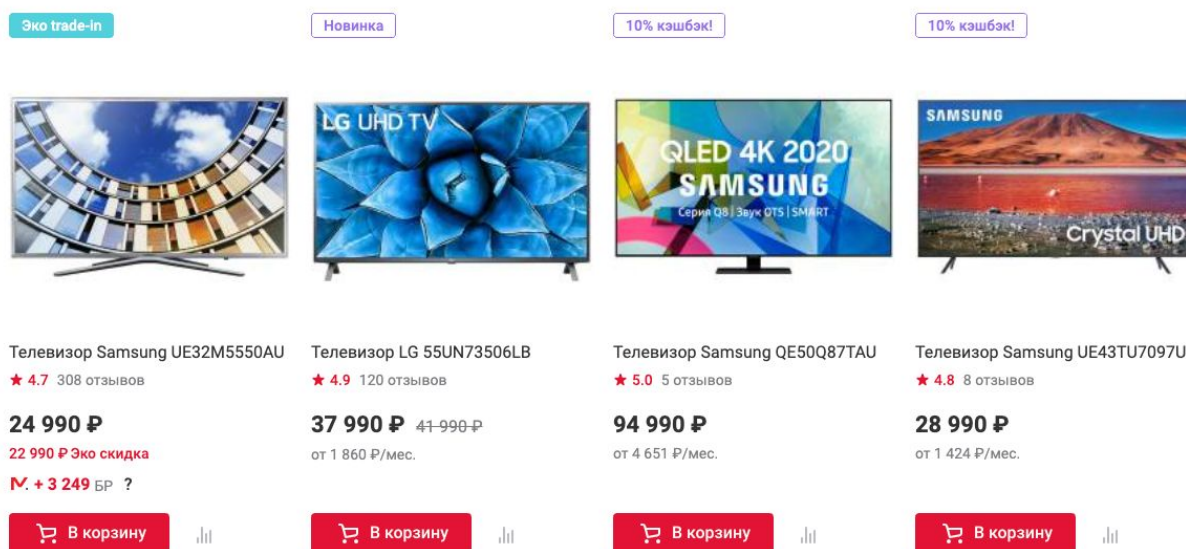 Эко trade-in
Новинка
10% кэшбэк!
10% кэшбэк!
LG UHD TV
QLED 4K 2020
SAMSUNG
Серия Q8 | Звук OTS | SMART
SAMSUNG
Crystal UHD
Телевизор Samsung UE32M5550AU
★ 4.7 308 отзывов
24 990 ₽
22 990 ₽ Эко скидка
М. + 3 249 БР ?
В корзину
Телевизор LG 55UN73506LB
★ 4.9 120 отзывов
37 990 ₽ 41 990 ₽
от 1 860 ₽/мес.
В корзину
Телевизор Samsung QE50Q87TAU
★ 5.0 5 отзывов
94 990 ₽
от 4 651 ₽/мес.
В корзину
Телевизор Samsung UE43TU7097U
★ 4.8 8 отзывов
28 990 ₽
от 1 424 ₽/мес.
В корзину